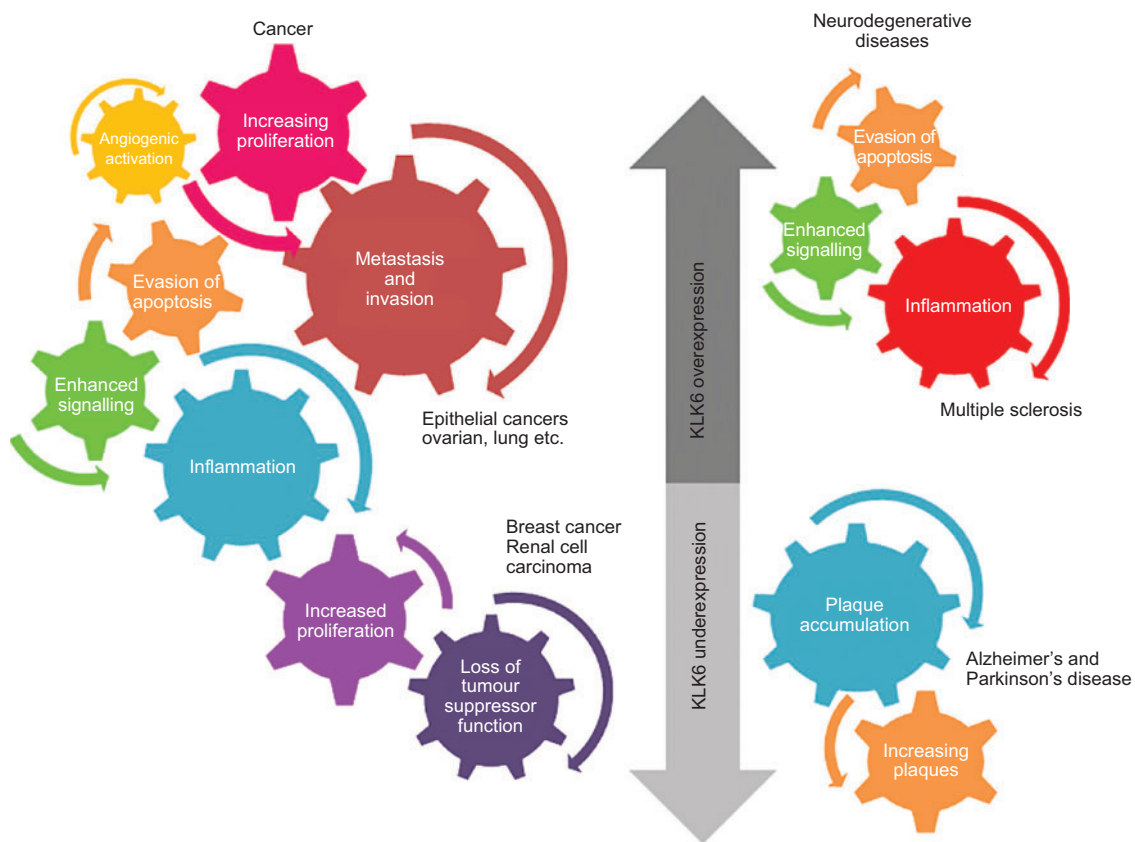 Cancer
Angiogenic
activation
Increasing
proliferation
Evasion of
apoptosis
Metastasis
and
invasion
Enhanced
signalling
Inflammation
Epithelial cancers
ovarian, lung etc.
Increased
proliferation
Breast cancer
Renal cell
carcinoma
Loss of
tumour
suppressor
function
KLK6 overexpression
KLK6 underexpression
Neurodegenerative
diseases
Evasion of
apoptosis
Enhanced
signalling
Inflammation
Multiple sclerosis
Plaque
accumulation
Alzheimer’s and
Parkinson’s disease
Increasing
plaques